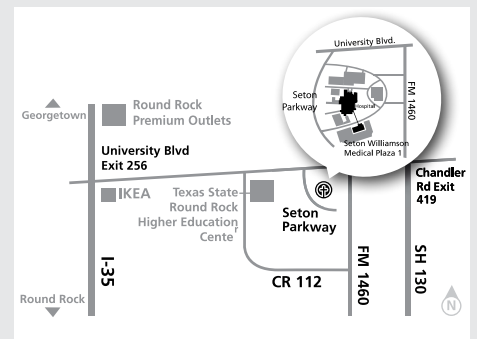 University Blvd.
Seton
Parkway
FM 1460
Hospital
Seton Williamson
Medical Plaza 1
Georgetown
Round Rock
Premium Outlets
University Blvd
Exit 256
Chandler
Rd Exit
419
IKEA
Texas State
Round Rock
Higher Education
Center
Seton
Parkway
I-35
CR 112
FM 1460
SH 130
Round Rock
N